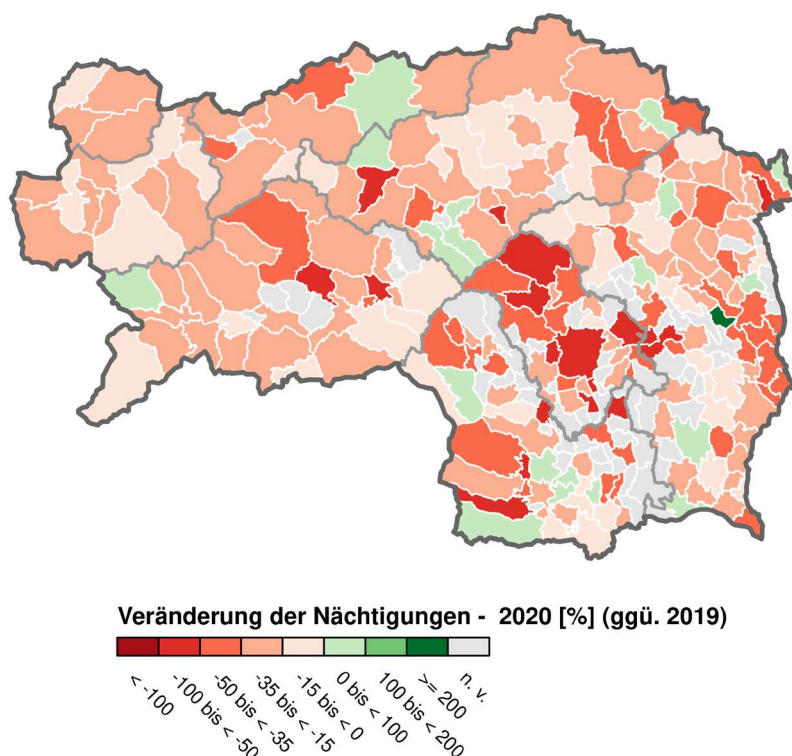 Veränderung der Nächtigungen - 2020 [%] (ggü. 2019)
< -100
-100 bis < -50
-50 bis < -35
-35 bis < -15
-15 bis < 0
0 bis < 100
100 bis < 200
>= 200
n. v.